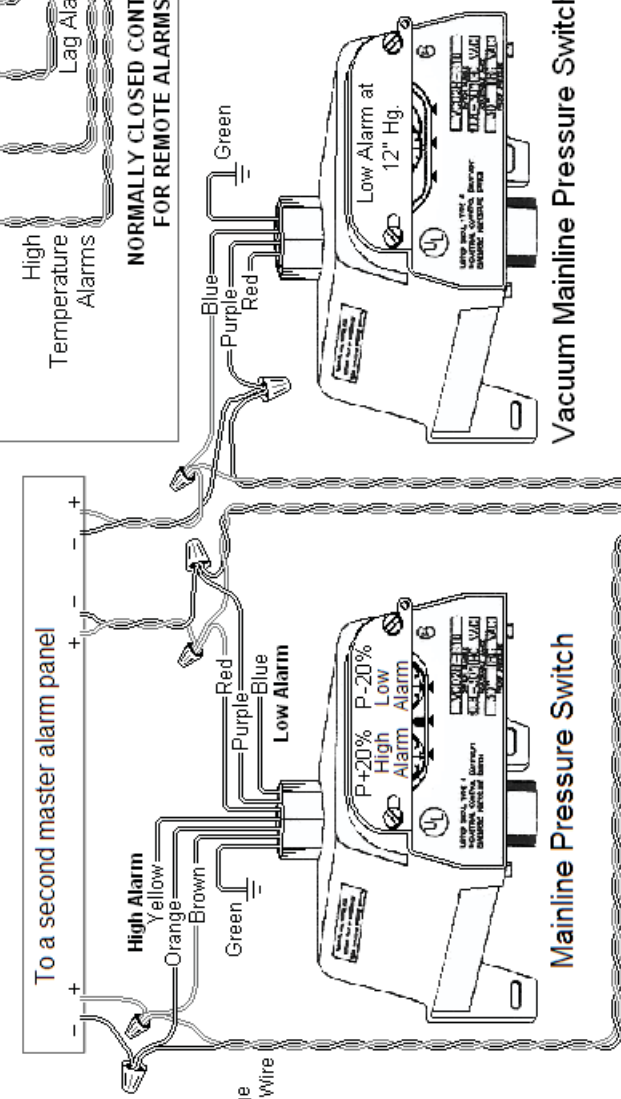 Lag Ala
High
Temperature
Alarms
NORMALLY CLOSED CONT
FOR REMOTE ALARMS
Green
Blue
Purple
Red
Low Alarm at
12" Hg.
UL
Vacuum Mainline Pressure Switch
To a second master alarm panel
- +
- +
+ -
High Alarm
Yellow
Orange
Brown
Green
Red
Purple
Blue
Low Alarm
P+20% P-20%
High Low
Alarm Alarm
UL
Mainline Pressure Switch
Wire